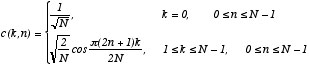 c(k,n) = { 1/√N, k = 0, 0 ≤ n ≤ N − 1
√(2/N) cos π(2n + 1)k / 2N, 1 ≤ k ≤ N − 1, 0 ≤ n ≤ N − 1